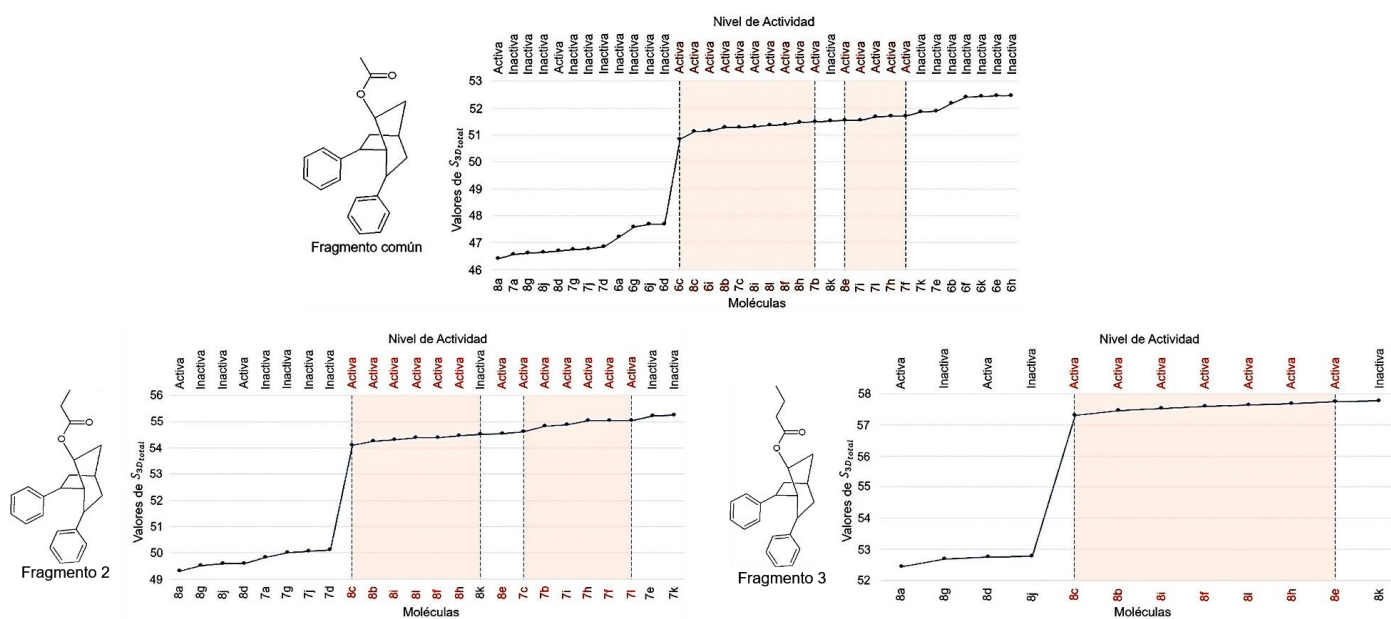 Nivel de Actividad
Activa Inactiva Inactiva Inactiva Activa Inactiva Inactiva Inactiva Inactiva Inactiva Inactiva Inactiva Activa Activa Activa Activa Activa Activa Activa Activa Activa Activa Inactiva Activa Activa Activa Activa Activa Inactiva Inactiva Inactiva Inactiva Inactiva Inactiva Inactiva
O
O
Fragmento común
Valores de S3Dtotal
53
52
51
50
49
48
47
46
8a 7a 8g 8j 8d 7g 7j 7d 6a 6g 6j 6d 6c 8c 6i 8b 7c 8i 8l 8f 8h 7b 8k 8e 7i 7l 7h 7f 7k 7e 6b 6f 6k 6e 6h
Moléculas
Nivel de Actividad
Activa Inactiva Inactiva Activa Inactiva Inactiva Inactiva Inactiva Activa Activa Activa Activa Activa Activa Inactiva Activa Activa Activa Activa Activa Activa Activa Inactiva Inactiva
O
O
Fragmento 2
Valores de S3Dtotal
56
55
54
53
52
51
50
49
8a 8g 8j 8d 7a 7g 7j 7d 8c 8b 8i 8l 8f 8h 8k 8e 7c 7b 7i 7h 7f 7l 7e 7k
Moléculas
Nivel de Actividad
Activa Inactiva Activa Inactiva Activa Activa Activa Activa Activa Activa Activa Inactiva
O
O
Fragmento 3
Valores de S3Dtotal
58
57
56
55
54
53
52
8a 8g 8d 8j 8c 8b 8i 8f 8l 8h 8e 8k
Moléculas